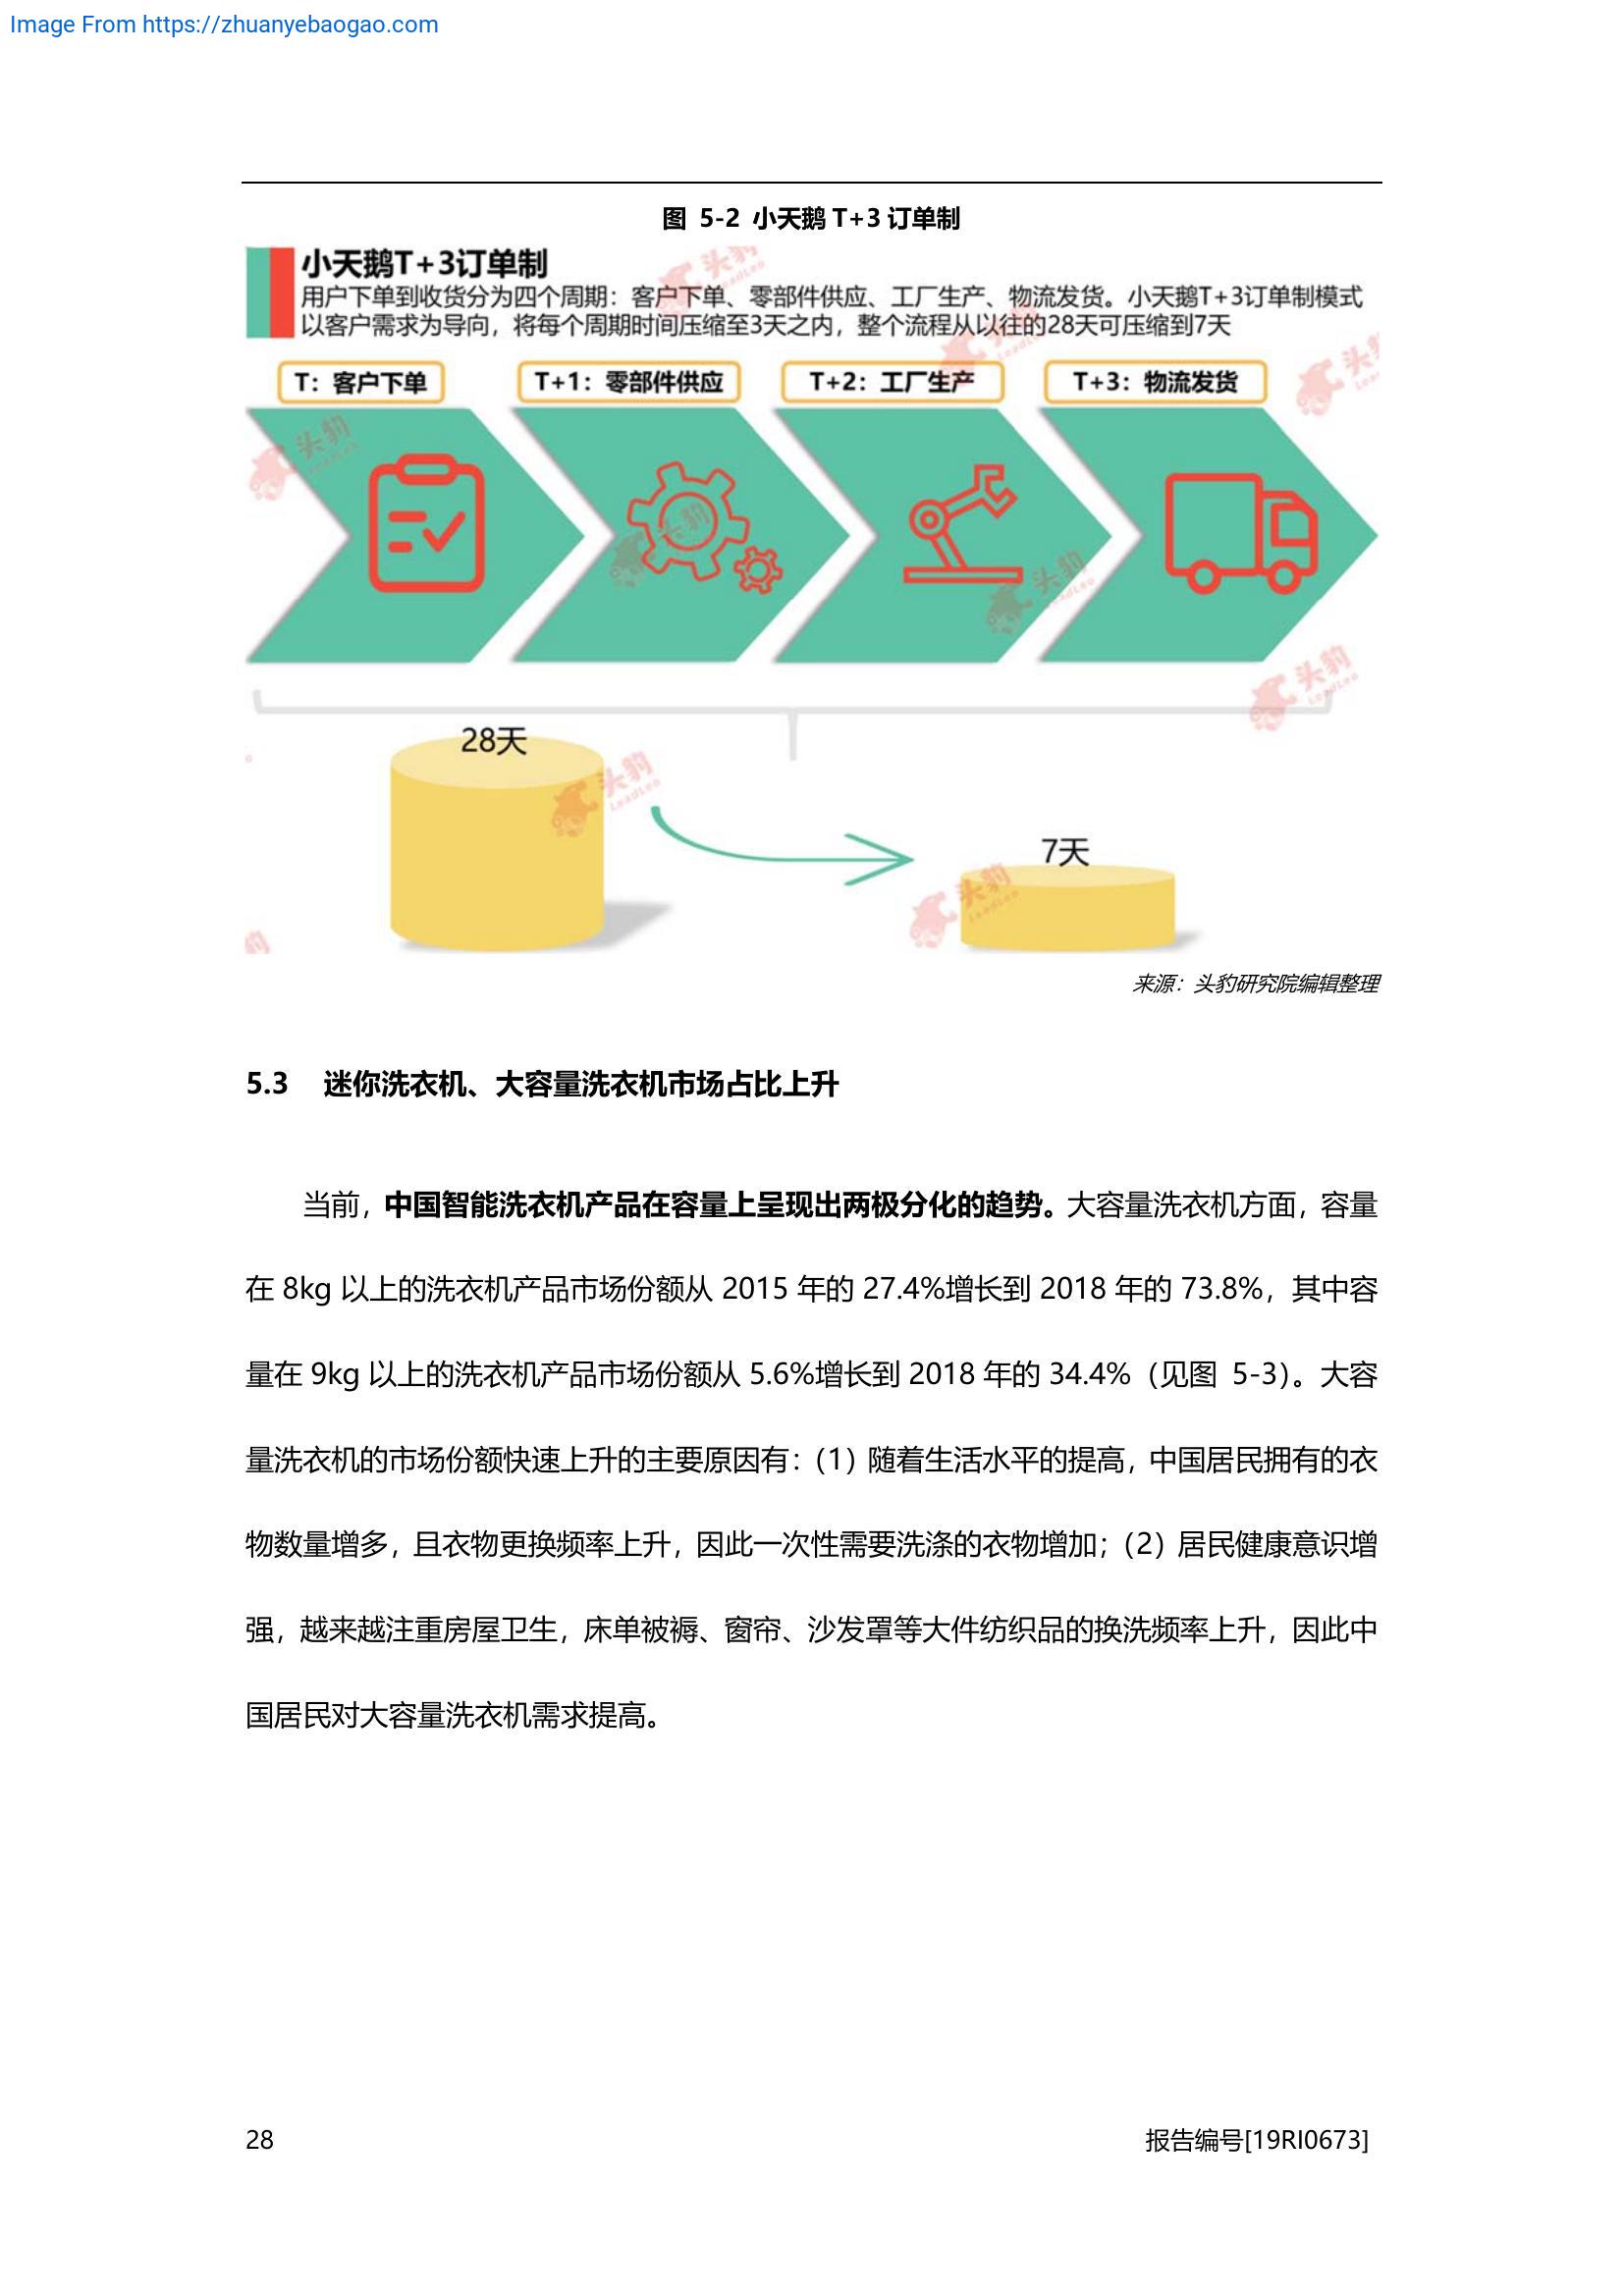 Image From https://zhuanyebaogao.com
图 5-2 小天鹅 T+3 订单制
小天鹅T+3订单制
用户下单到收货分为四个周期：客户下单、零部件供应、工厂生产、物流发货。小天鹅T+3订单制模式
以客户需求为导向，将每个周期时间压缩至3天之内，整个流程从以往的28天可压缩到7天
T：客户下单
T+1：零部件供应
T+2：工厂生产
T+3：物流发货
28天
7天
头豹
LeadLeo
来源：头豹研究院编辑整理
5.3 迷你洗衣机、大容量洗衣机市场占比上升
当前，中国智能洗衣机产品在容量上呈现出两极分化的趋势。大容量洗衣机方面，容量
在 8kg 以上的洗衣机产品市场份额从 2015 年的 27.4%增长到 2018 年的 73.8%，其中容
量在 9kg 以上的洗衣机产品市场份额从 5.6%增长到 2018 年的 34.4%（见图 5-3）。大容
量洗衣机的市场份额快速上升的主要原因有：（1）随着生活水平的提高，中国居民拥有的衣
物数量增多，且衣物更换频率上升，因此一次性需要洗涤的衣物增加；（2）居民健康意识增
强，越来越注重房屋卫生，床单被褥、窗帘、沙发罩等大件纺织品的换洗频率上升，因此中
国居民对大容量洗衣机需求提高。
28
报告编号[19RI0673]